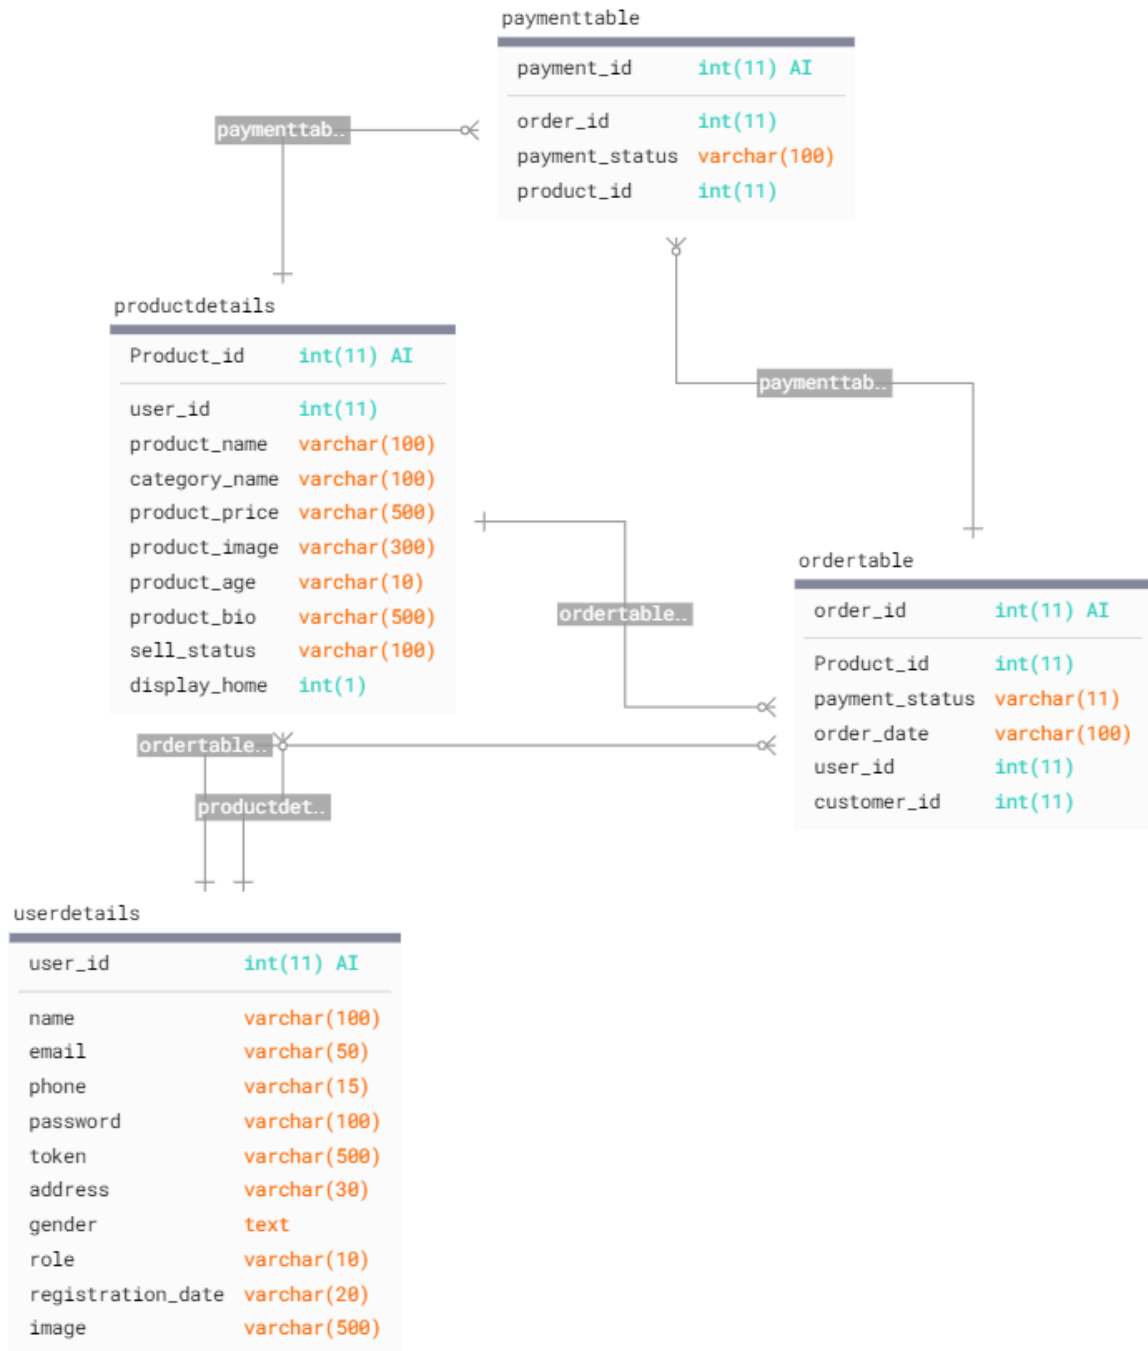 paymenttable
payment_id int(11) AI
order_id int(11)
payment_status varchar(100)
product_id int(11)
paymenttab..
productdetails
Product_id int(11) AI
user_id int(11)
product_name varchar(100)
category_name varchar(100)
product_price varchar(500)
product_image varchar(300)
product_age varchar(10)
product_bio varchar(500)
sell_status varchar(100)
display_home int(1)
paymenttab..
ordertable..
ordertable
order_id int(11) AI
Product_id int(11)
payment_status varchar(11)
order_date varchar(100)
user_id int(11)
customer_id int(11)
ordertable..
productdet..
userdetails
user_id int(11) AI
name varchar(100)
email varchar(50)
phone varchar(15)
password varchar(100)
token varchar(500)
address varchar(30)
gender text
role varchar(10)
registration_date varchar(20)
image varchar(500)